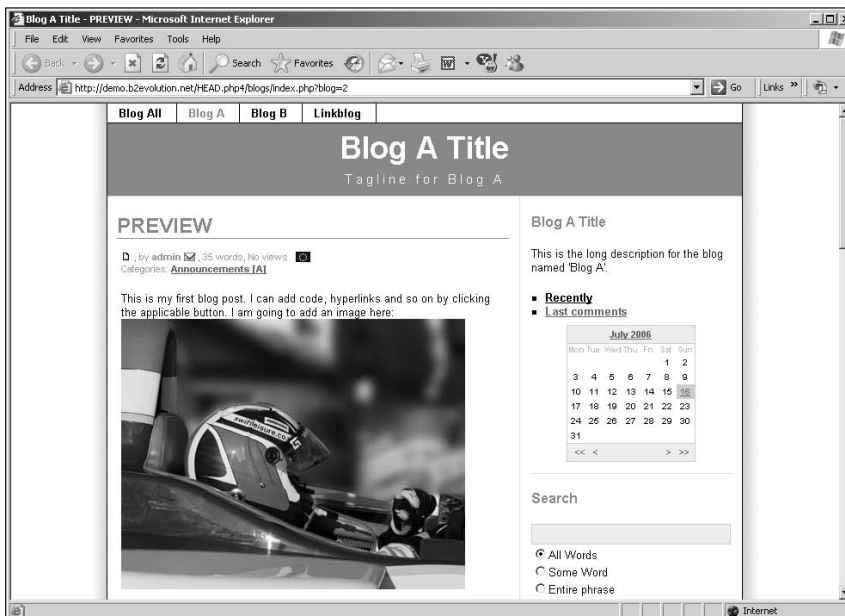 Blog A Title - PREVIEW - Microsoft Internet Explorer
File Edit View Favorites Tools Help
Back Search Favorites
Address http://demo.b2evolution.net/HEAD.php4/blogs/index.php?blog=2 Go Links »
Blog All Blog A Blog B Linkblog
Blog A Title
Tagline for Blog A
PREVIEW
, by admin , 35 words, No views
Categories: Announcements [A]
This is my first blog post. I can add code, hyperlinks and so on by clicking
the applicable button. I am going to add an image here:
swiftleisure.co
Blog A Title
This is the long description for the blog
named 'Blog A'.
Recently
Last comments
July 2006
Mon Tue Wed Thu Fri Sat Sun
1 2
3 4 5 6 7 8 9
10 11 12 13 14 15 16
17 18 19 20 21 22 23
24 25 26 27 28 29 30
31
<< < > >>
Search
All Words
Some Word
Entire phrase
Internet